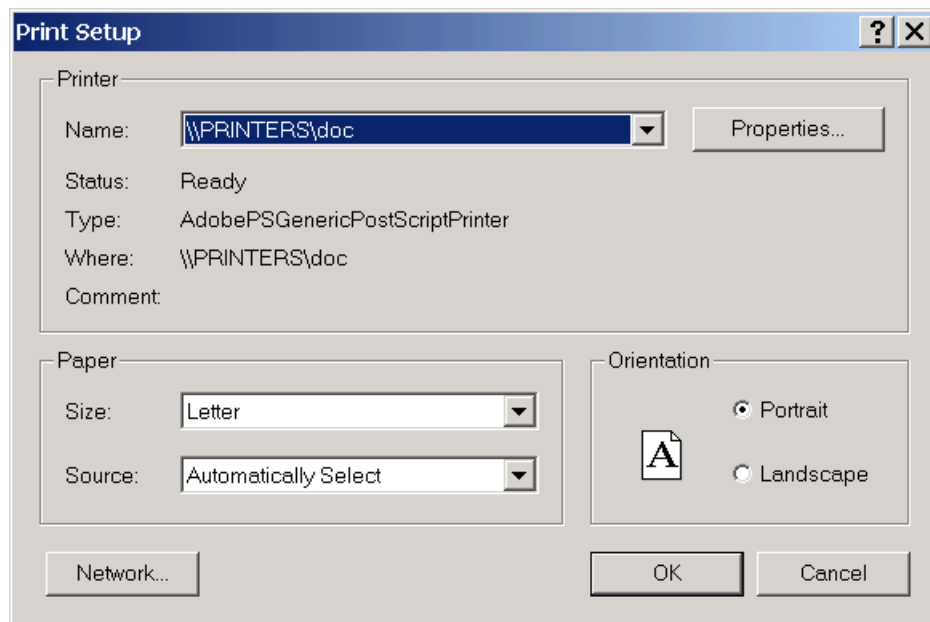 Print Setup
Printer
Name: \\PRINTERS\doc Properties...
Status: Ready
Type: AdobePSGenericPostScriptPrinter
Where: \\PRINTERS\doc
Comment:
Paper
Size: Letter
Source: Automatically Select
Orientation
Portrait
A
Landscape
Network... OK Cancel